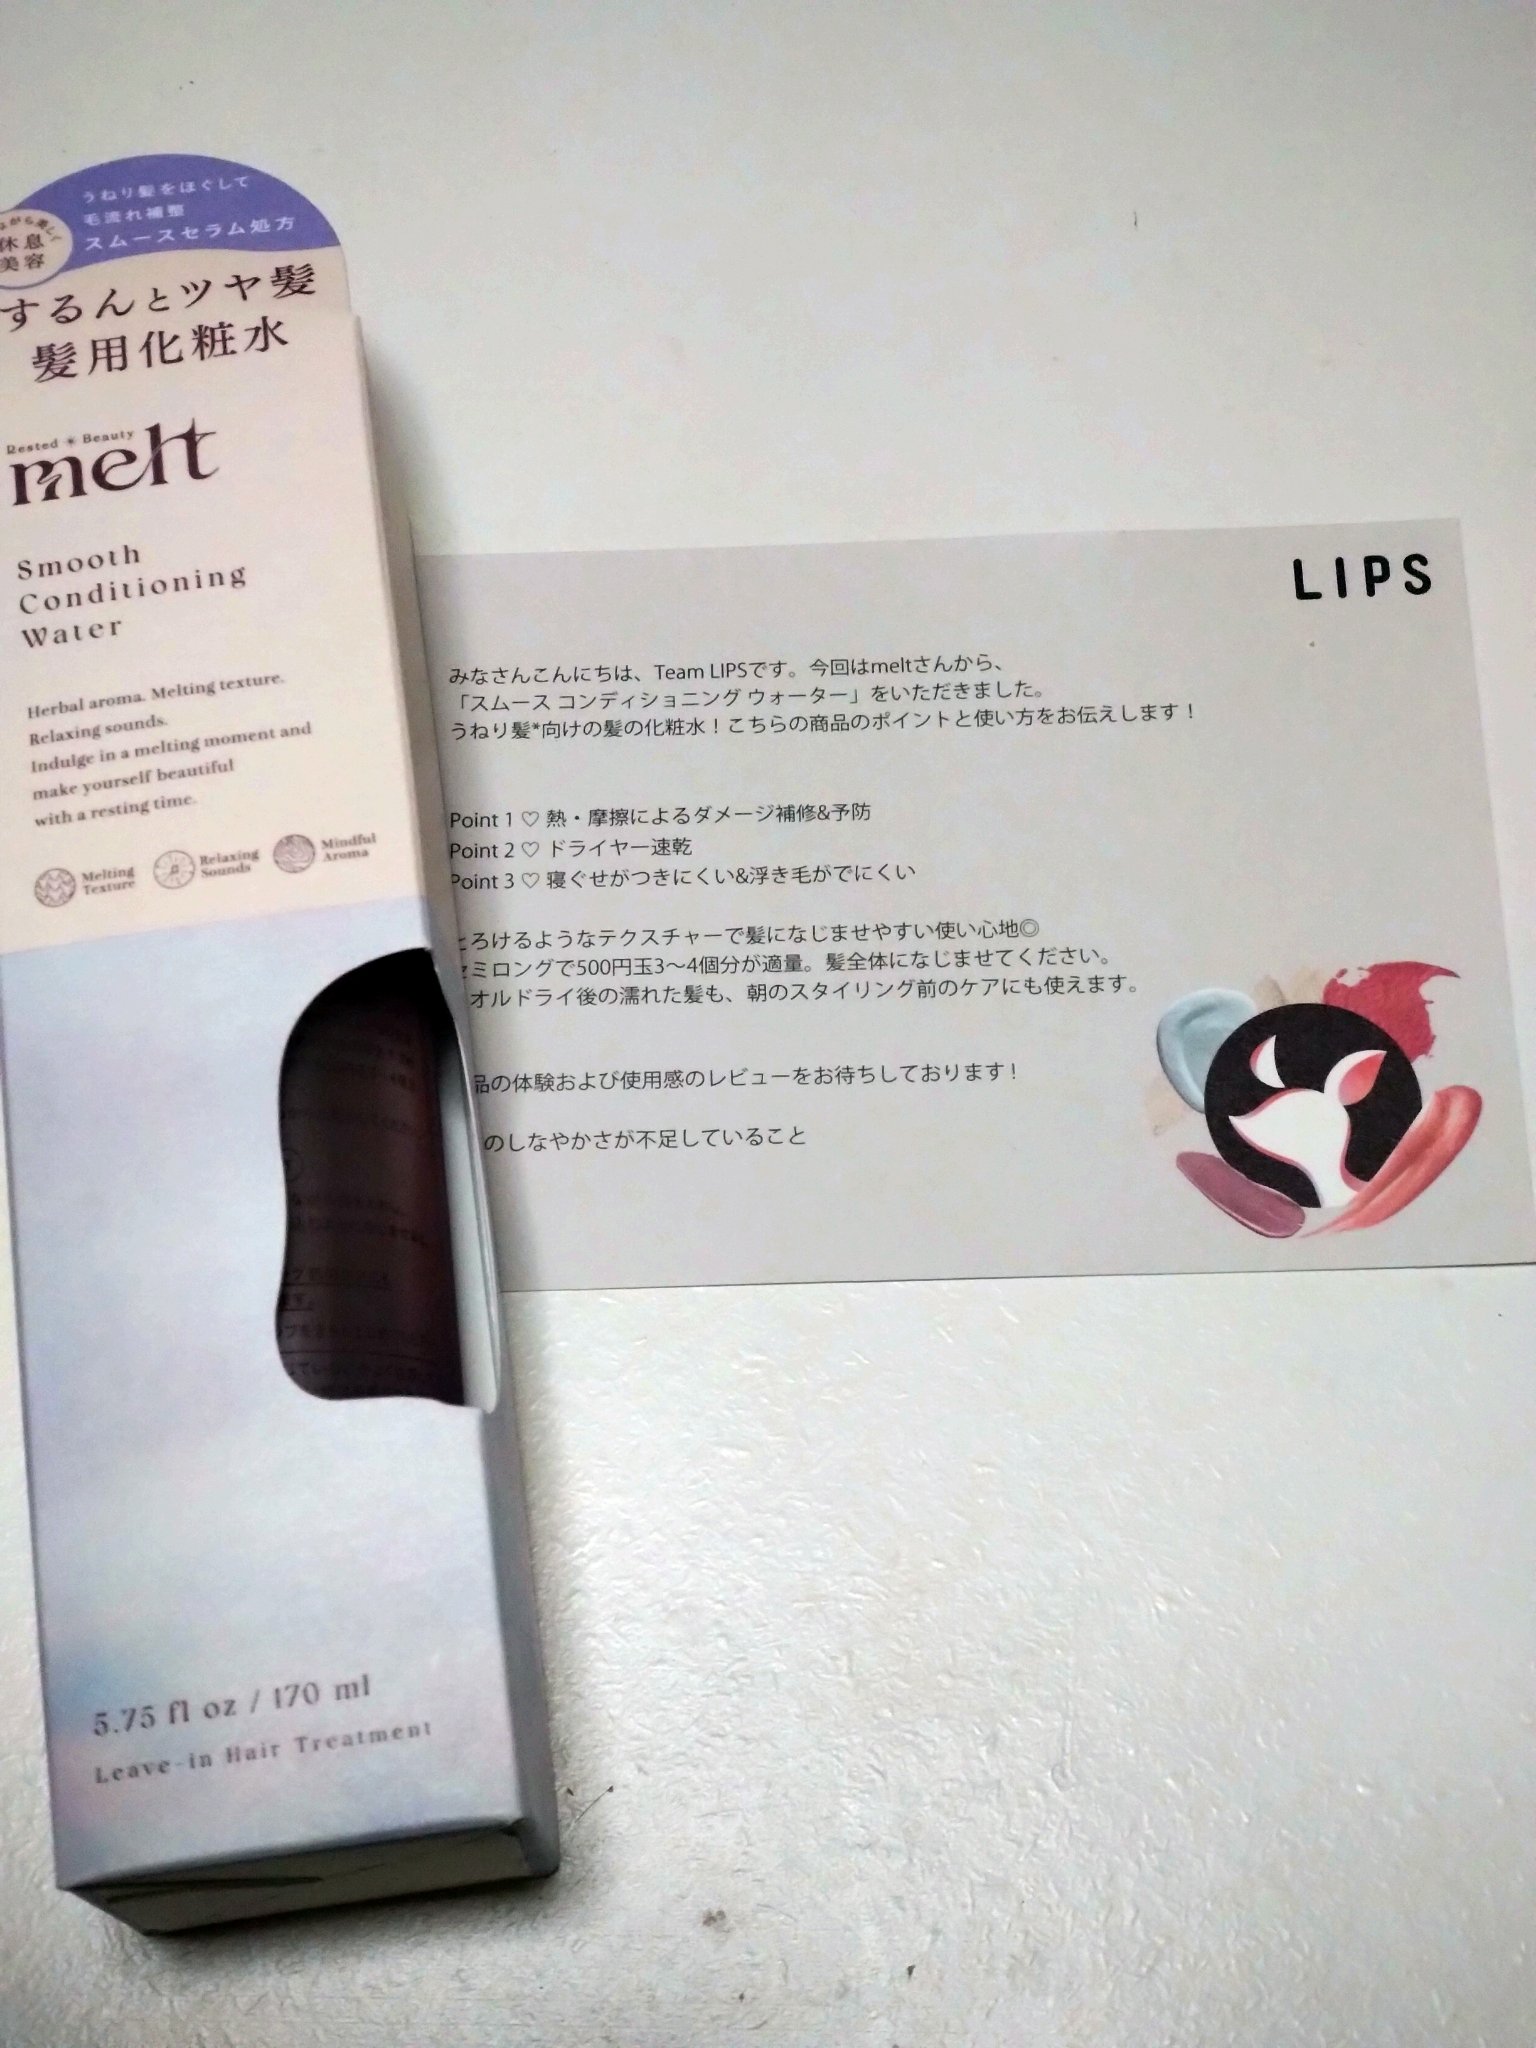 うねり髪をほぐして
毛流れ補整
スムースセラム処方
ながら美しく
休息
美容
するんとツヤ髪
髪用化粧水
Rested Beauty
melt
Smooth
Conditioning
Water
Herbal aroma. Melting texture.
Relaxing sounds.
Indulge in a melting moment and
make yourself beautiful
with a resting time.
Melting
Texture
Relaxing
Sounds
Mindful
Aroma
5.75 fl oz / 170 ml
Leave-in Hair Treatment
LIPS
みなさんこんにちは、Team LIPSです。今回はmeltさんから、
「スムース コンディショニング ウォーター」をいただきました。
うねり髪*向けの髪の化粧水！こちらの商品のポイントと使い方をお伝えします！
Point 1 ♡ 熱・摩擦によるダメージ補修&予防
Point 2 ♡ ドライヤー速乾
Point 3 ♡ 寝ぐせがつきにくい&浮き毛がでにくい
とろけるようなテクスチャーで髪になじませやすい使い心地◎
セミロングで500円玉3〜4個分が適量。髪全体になじませてください。
オルドライ後の濡れた髪も、朝のスタイリング前のケアにも使えます。
品の体験および使用感のレビューをお待ちしております！
のしなやかさが不足していること